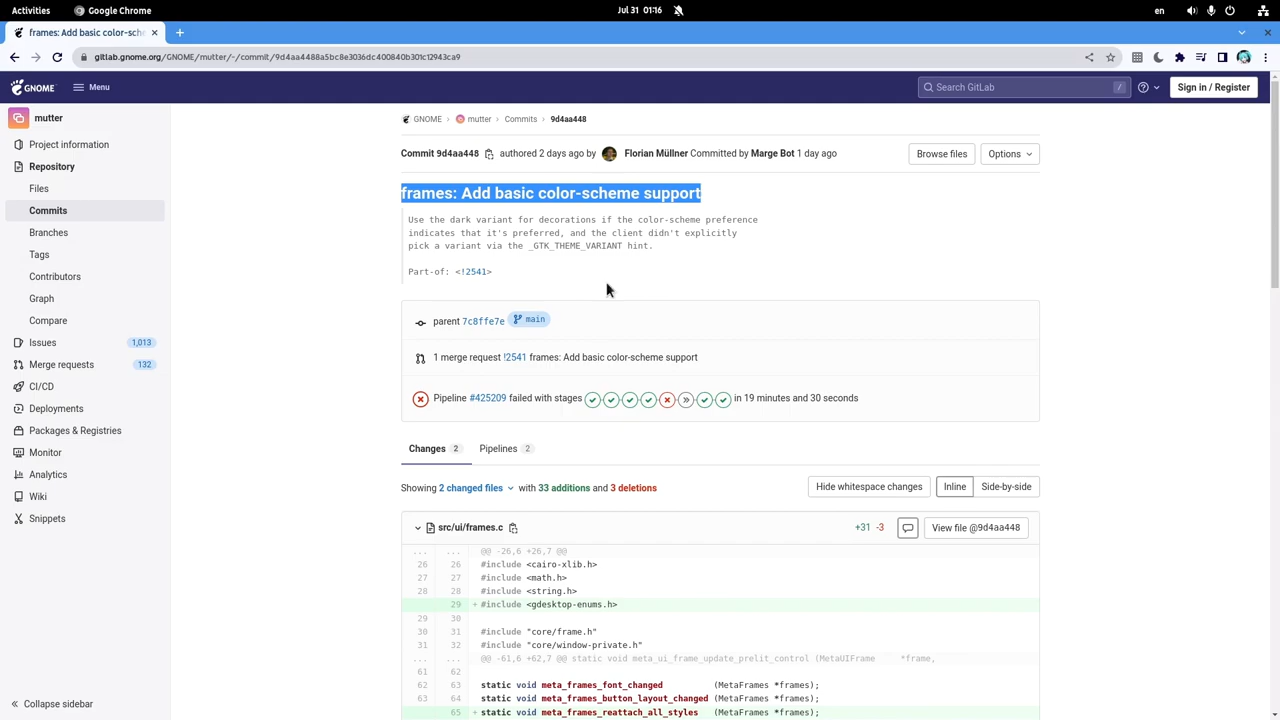 Activities Google Chrome Jul 31 01:16 en
frames: Add basic color-sche
gitlab.gnome.org/GNOME/mutter/-/commit/9d4aa4488a5bc8e3036dc400840b301c12943ca9
GNOME Menu Search GitLab / Sign in / Register
mutter
Project information
Repository
Files
Commits
Branches
Tags
Contributors
Graph
Compare
Issues 1,013
Merge requests 132
CI/CD
Deployments
Packages & Registries
Monitor
Analytics
Wiki
Snippets
Collapse sidebar
GNOME > mutter > Commits > 9d4aa448
Commit 9d4aa448 authored 2 days ago by Florian Müllner Committed by Marge Bot 1 day ago Browse files Options
frames: Add basic color-scheme support
Use the dark variant for decorations if the color-scheme preference
indicates that it's preferred, and the client didn't explicitly
pick a variant via the _GTK_THEME_VARIANT hint.
Part-of: <!2541>
parent 7c8ffe7e main
1 merge request !2541 frames: Add basic color-scheme support
Pipeline #425209 failed with stages in 19 minutes and 30 seconds
Changes 2 Pipelines 2
Showing 2 changed files with 33 additions and 3 deletions Hide whitespace changes Inline Side-by-side
src/ui/frames.c +31 -3 View file @9d4aa448
... ... @@ -26,6 +26,7 @@
26 26 #include <cairo-xlib.h>
27 27 #include <math.h>
28 28 #include <string.h>
29 + #include <gdesktop-enums.h>
29 30
30 31 #include "core/frame.h"
31 32 #include "core/window-private.h"
... ... @@ -61,6 +62,7 @@ static void meta_ui_frame_update_prelit_control (MetaUIFrame *frame,
61 62
62 63 static void meta_frames_font_changed (MetaFrames *frames);
63 64 static void meta_frames_button_layout_changed (MetaFrames *frames);
65 + static void meta_frames_reattach_all_styles (MetaFrames *frames);